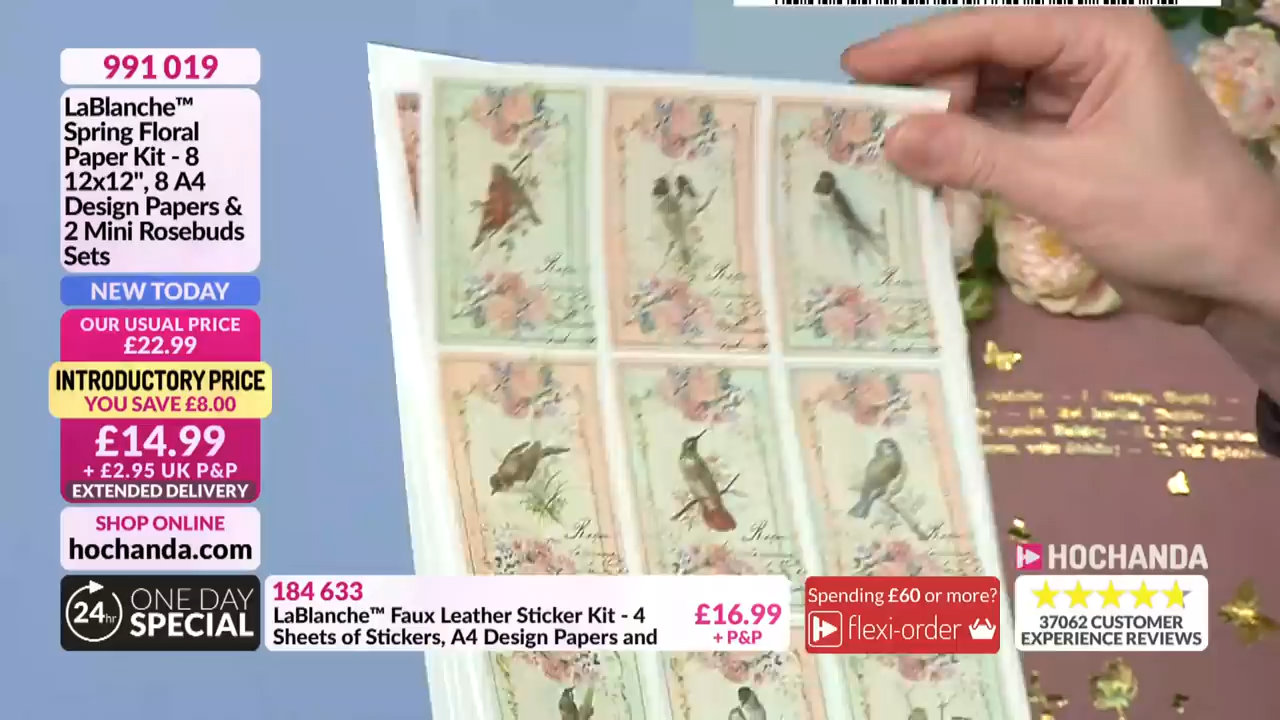 991 019
LaBlanche™
Spring Floral
Paper Kit - 8
12x12", 8 A4
Design Papers &
2 Mini Rosebuds
Sets
NEW TODAY
OUR USUAL PRICE
£22.99
INTRODUCTORY PRICE
YOU SAVE £8.00
£14.99
+ £2.95 UK P&P
EXTENDED DELIVERY
SHOP ONLINE
hochanda.com
24hr ONE DAY
SPECIAL
184 633
LaBlanche™ Faux Leather Sticker Kit - 4
Sheets of Stickers, A4 Design Papers and
£16.99
+ P&P
Spending £60 or more?
flexi-order
HOCHANDA
37062 CUSTOMER
EXPERIENCE REVIEWS